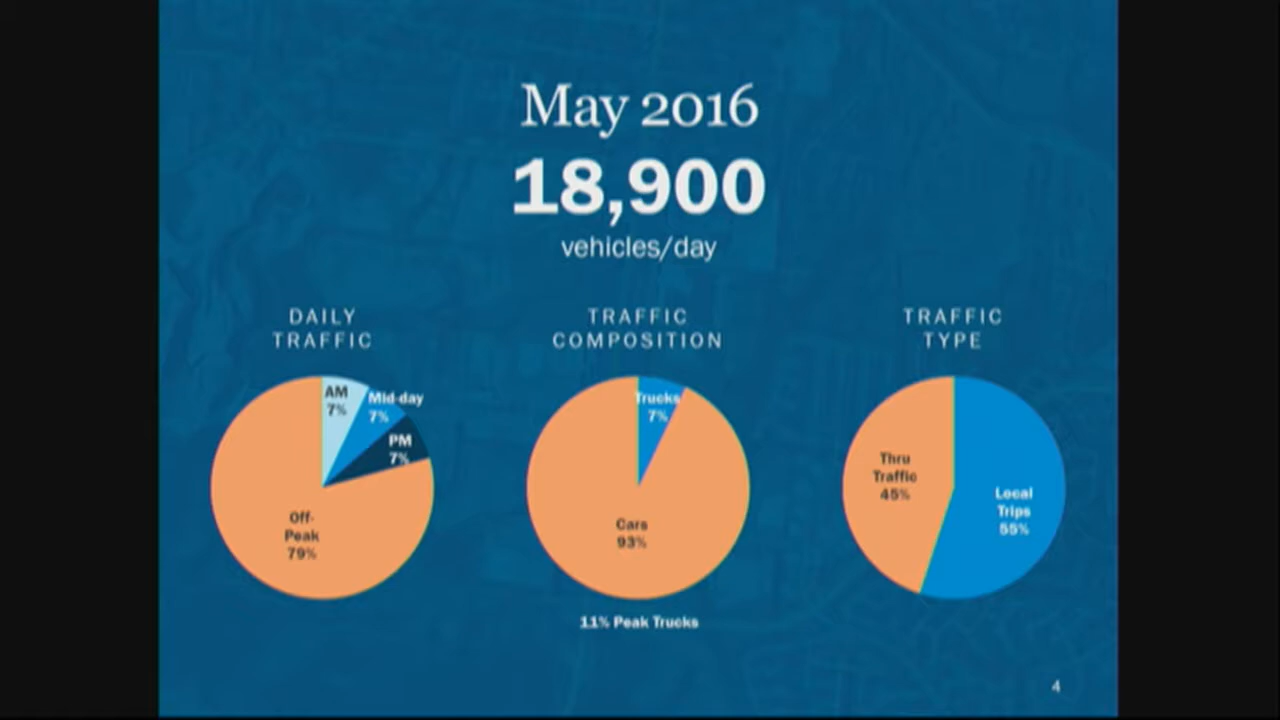 May 2016
18,900
vehicles/day
DAILY
TRAFFIC
AM
7%
Mid-day
7%
PM
7%
Off-
Peak
79%
TRAFFIC
COMPOSITION
Trucks
7%
Cars
93%
11% Peak Trucks
TRAFFIC
TYPE
Thru
Traffic
45%
Local
Trips
55%
4